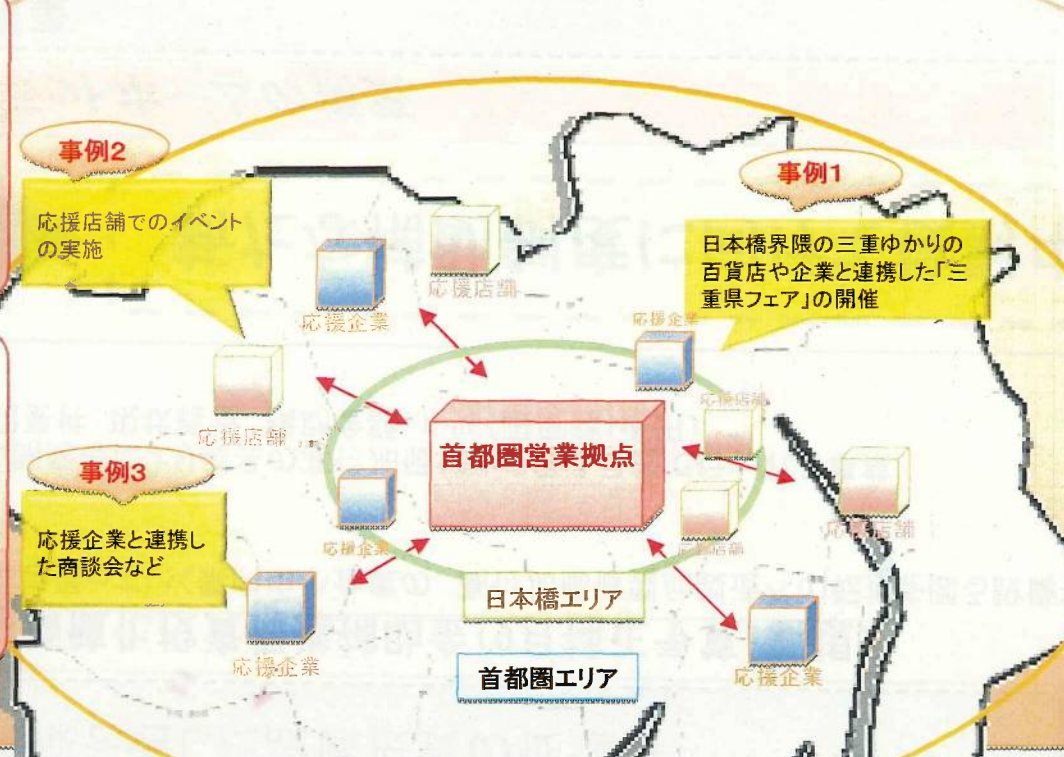 事例2
応援店舗でのイベント
の実施
事例1
日本橋界隈の三重ゆかりの
百貨店や企業と連携した「三
重県フェア」の開催
応援店舗
応援企業
応援企業
応援店舗
応援店舗
首都圏営業拠点
事例3
応援企業と連携し
た商談会など
応援企業
応援店舗
応援店舗
日本橋エリア
応援企業
首都圏エリア
応援企業